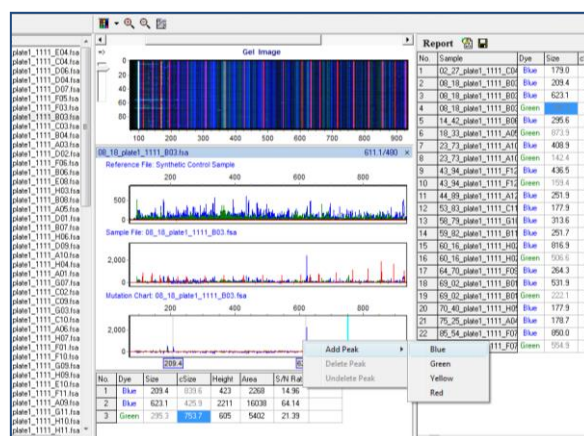 plate1_1111_E04.fsa
plate1_1111_C04.fsa
plate1_1111_D06.fsa
plate1_1111_D04.fsa
plate1_1111_D07.fsa
plate1_1111_F05.fsa
plate1_1111_F03.fsa
plate1_1111_B03.fsa
plate1_1111_C03.fsa
plate1_1111_B04.fsa
plate1_1111_A03.fsa
plate1_1111_D02.fsa
plate1_1111_F06.fsa
plate1_1111_B06.fsa
plate1_1111_E08.fsa
plate1_1111_H03.fsa
plate1_1111_B08.fsa
plate1_1111_A05.fsa
plate1_1111_D01.fsa
plate1_1111_B07.fsa
plate1_1111_H06.fsa
plate1_1111_D09.fsa
plate1_1111_A10.fsa
plate1_1111_H04.fsa
plate1_1111_A01.fsa
plate1_1111_G07.fsa
plate1_1111_C02.fsa
plate1_1111_C09.fsa
plate1_1111_G03.fsa
plate1_1111_C10.fsa
plate1_1111_A06.fsa
plate1_1111_H07.fsa
plate1_1111_F01.fsa
plate1_1111_F10.fsa
plate1_1111_G09.fsa
plate1_1111_H09.fsa
plate1_1111_E10.fsa
plate1_1111_F11.fsa
plate1_1111_A09.fsa
plate1_1111_G11.fsa
plate1_1111_H10.fsa
plate1_1111_H11.fsa
Gel Image
0
20
40
60
80
100 200 300 400 500 600 700 800 900
08_18_plate1_1111_B03.fsa 611.1/400 ×
Reference File: Synthetic Control Sample
200 400 600 800
500
0
Sample File: 08_18_plate1_1111_B03.fsa
2,000
0
Mutation Chart: 08_18_plate1_1111_B03.fsa
200 400 600 800
2,000
0
209.4
No. Dye Size cSize Height Area S/N Rat
1 Blue 209.4 839.6 423 2268 14.96
2 Blue 623.1 425.9 2211 16038 64.14
3 Green 295.3 753.7 605 5402 21.39
Add Peak
Delete Peak
Undelete Peak
Blue
Green
Yellow
Red
Report
No. Sample Dye Size c
1 02_27_plate1_1111_C04 Blue 179.0
2 08_18_plate1_1111_B03 Blue 209.4
3 08_18_plate1_1111_B03 Blue 623.1
4 08_18_plate1_1111_B03 Green
5 14_42_plate1_1111_B06 Blue 295.6
6 18_33_plate1_1111_A05 Green 873.9
7 23_73_plate1_1111_A10 Blue 408.9
8 23_73_plate1_1111_A10 Green 142.4
9 43_94_plate1_1111_F12 Blue 436.5
10 43_94_plate1_1111_F12 Green 159.4
11 44_89_plate1_1111_A12 Blue 251.9
12 53_83_plate1_1111_C11 Blue 177.9
13 58_79_plate1_1111_G10 Blue 313.6
14 59_82_plate1_1111_B11 Blue 251.7
15 60_16_plate1_1111_H02 Blue 816.9
16 60_16_plate1_1111_H02 Green 506.6
17 64_70_plate1_1111_F09 Blue 264.3
18 69_02_plate1_1111_B01 Blue 531.9
19 69_02_plate1_1111_B01 Green 222.1
20 70_40_plate1_1111_H05 Blue 177.9
21 75_25_plate1_1111_A04 Blue 178.7
22 85_54_plate1_1111_F07 Blue 850.0
1111_F07 Green 554.9